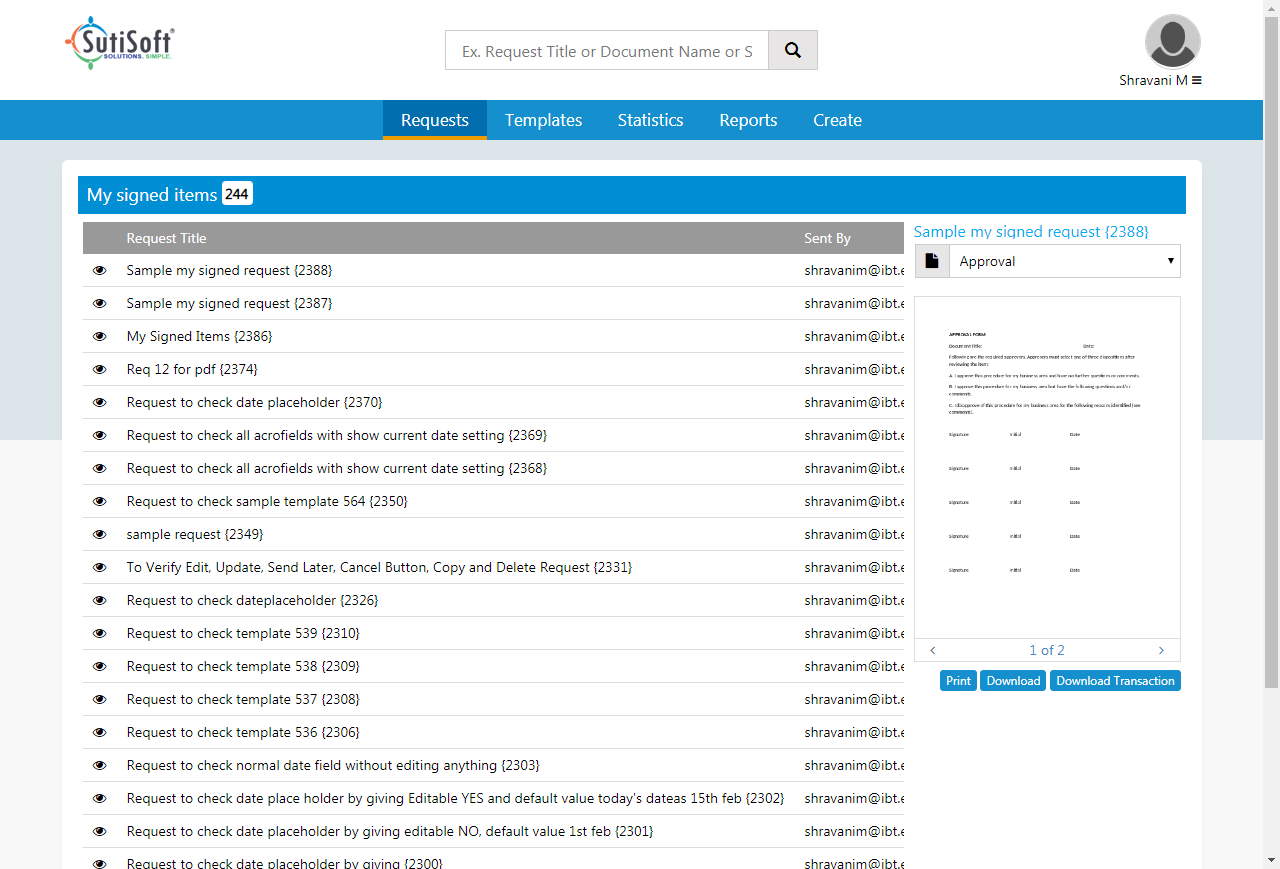 SutiSoft®
SOLUTIONS. SIMPLE.
Ex. Request Title or Document Name or S
Shravani M
Requests Templates Statistics Reports Create
My signed items 244
Request Title Sent By
Sample my signed request {2388} shravanim@ibt.e
Sample my signed request {2387} shravanim@ibt.e
My Signed Items {2386} shravanim@ibt.e
Req 12 for pdf {2374} shravanim@ibt.e
Request to check date placeholder {2370} shravanim@ibt.e
Request to check all acrofields with show current date setting {2369} shravanim@ibt.e
Request to check all acrofields with show current date setting {2368} shravanim@ibt.e
Request to check sample template 564 {2350} shravanim@ibt.e
sample request {2349} shravanim@ibt.e
To Verify Edit, Update, Send Later, Cancel Button, Copy and Delete Request {2331} shravanim@ibt.e
Request to check dateplaceholder {2326} shravanim@ibt.e
Request to check template 539 {2310} shravanim@ibt.e
Request to check template 538 {2309} shravanim@ibt.e
Request to check template 537 {2308} shravanim@ibt.e
Request to check template 536 {2306} shravanim@ibt.e
Request to check normal date field without editing anything {2303} shravanim@ibt.e
Request to check date place holder by giving Editable YES and default value today's dateas 15th feb {2302} shravanim@ibt.e
Request to check date placeholder by giving editable NO, default value 1st feb {2301} shravanim@ibt.e
Request to check date placeholder by giving {2300} shravanim@ibt.e
Sample my signed request {2388}
Approval
APPROVAL FORM
Document Title: Date:
Following are the required approvers. Approvers must select one of three dispositions after
reviewing the item:
A. I approve this procedure for my business area and have no further questions or comments.
B. I approve this procedure for my business area but have the following questions and/or
comments.
C. I disapprove of this procedure for my business area for the following reasons identified (see
comments).
Signature Initial Date
Signature Initial Date
Signature Initial Date
Signature Initial Date
Signature Initial Date
1 of 2
Print Download Download Transaction